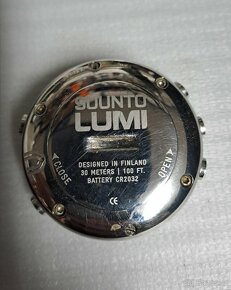 SUUNTO
LUMI
DESIGNED IN FINLAND
30 METERS | 100 FT.
BATTERY CR2032
CLOSE
OPEN
CE